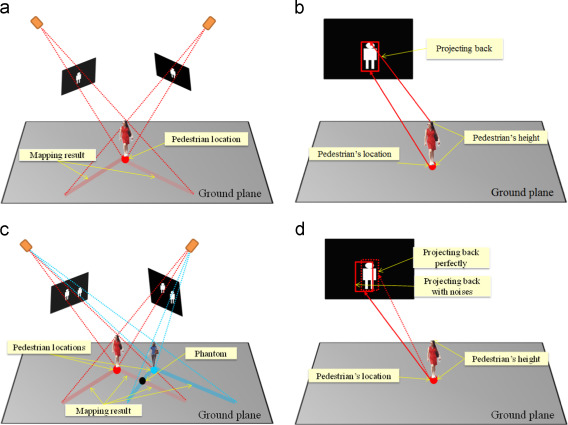 a
Pedestrian location
Mapping result
Ground plane
b
Projecting back
Pedestrian's height
Pedestrian's location
Ground plane
c
Pedestrian locations
Phantom
Mapping result
Ground plane
d
Projecting back
perfectly
Projecting back
with noises
Pedestrian's height
Pedestrian's location
Ground plane